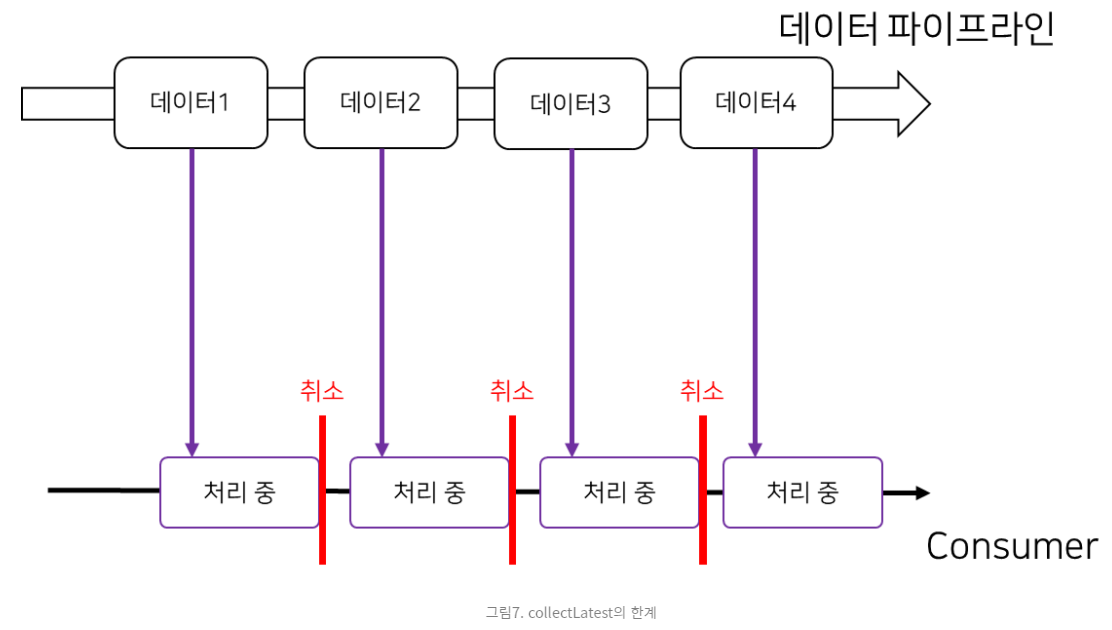 데이터 파이프라인
데이터1
데이터2
데이터3
데이터4
취소
취소
취소
처리 중
처리 중
처리 중
처리 중
Consumer
그림7. collectLatest의 한계